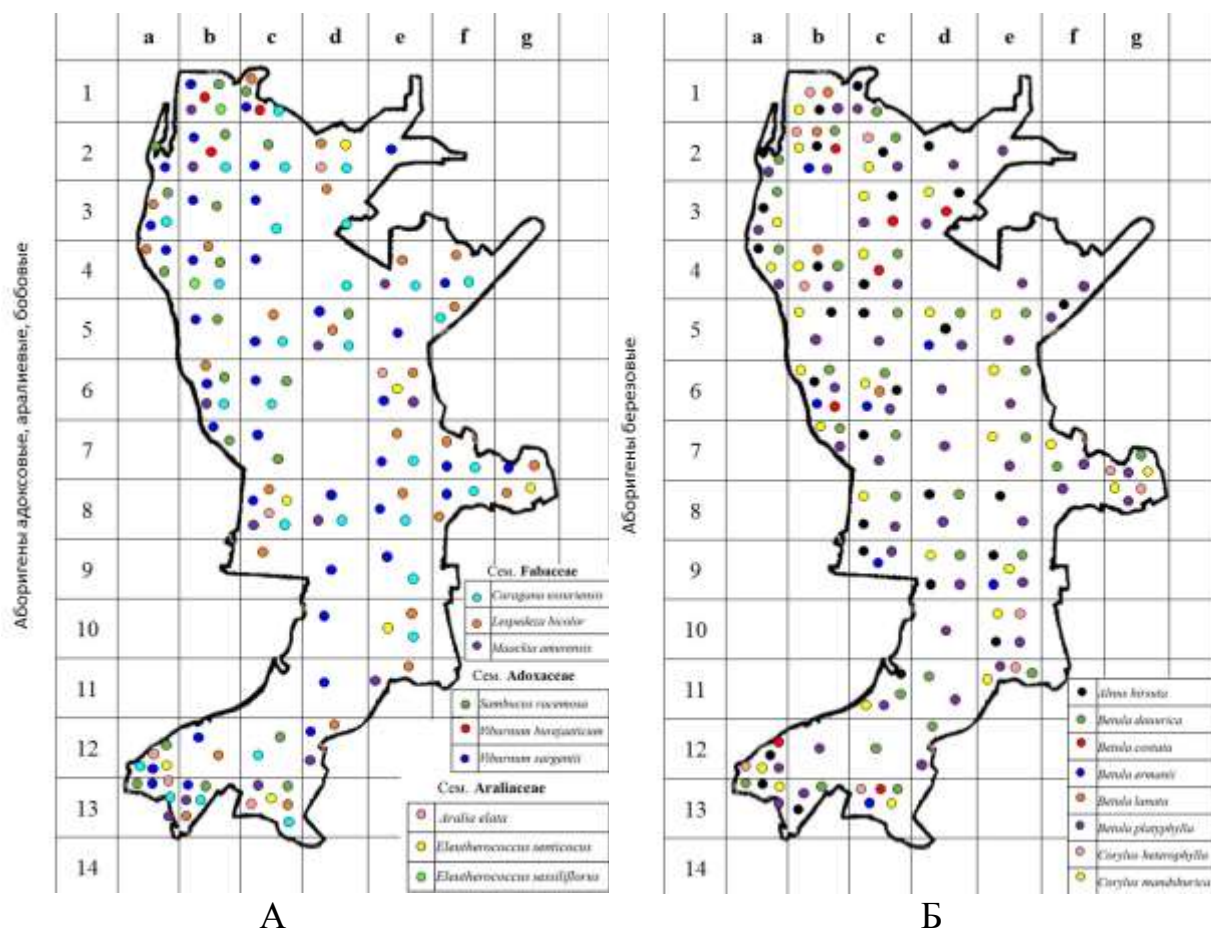 Аборигены адоксовые, аралиевые, бобовые
a b c d e f g
1
2
3
4
5
6
7
8
9
10
11
12
13
14
Сем. Fabaceae
Caragana ussuriensis
Lespedeza bicolor
Maackia amurensis
Сем. Adoxaceae
Sambucus racemosa
Viburnum burejaeticum
Viburnum sargentii
Сем. Araliaceae
Aralia elata
Eleutherococcus senticocus
Eleutherococcus sessiliflorus
А
Аборигены березовые
a b c d e f g
1
2
3
4
5
6
7
8
9
10
11
12
13
14
Alnus hirsuta
Betula davurica
Betula costata
Betula ermanii
Betula lanata
Betula platyphylla
Corylus heterophylla
Corylus mandshurica
Б